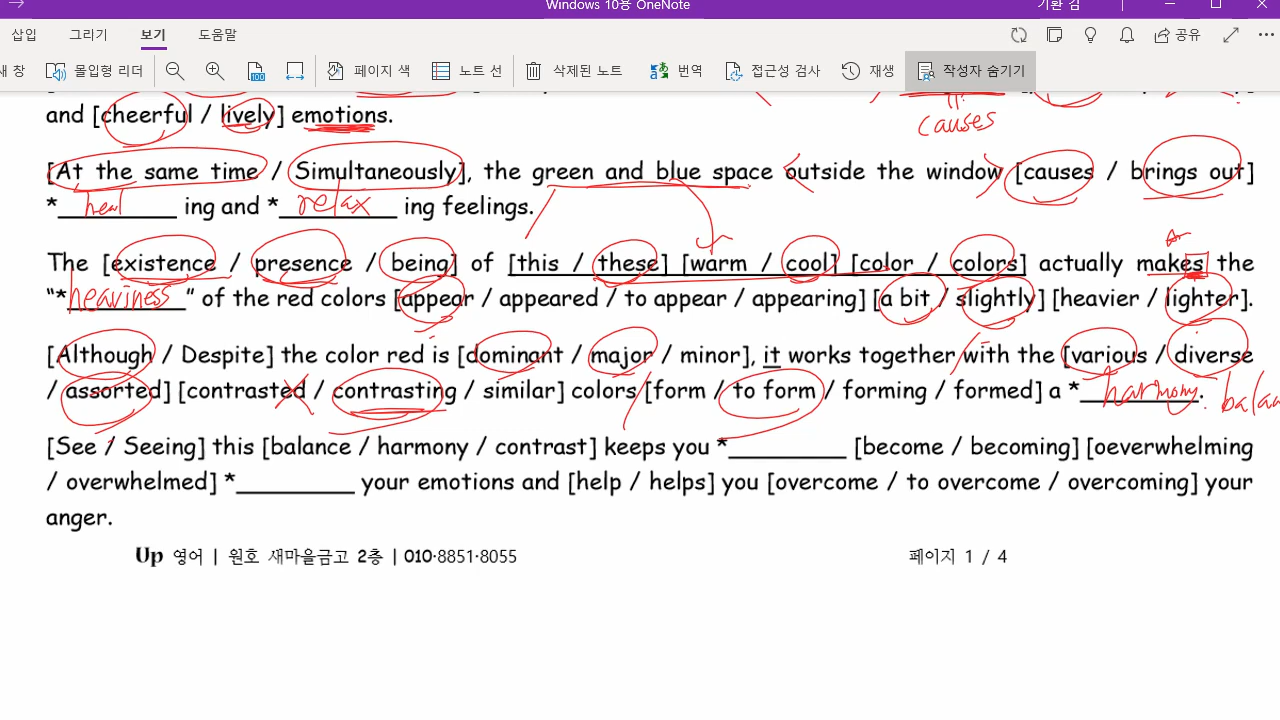 Windows 10용 OneNote
기환 김
삽입 그리기 보기 도움말
공유
새 창 몰입형 리더 페이지 색 노트 선 삭제된 노트 번역 접근성 검사 재생 작성자 숨기기
and [cheerful / lively] emotions.
causes
[At the same time / Simultaneously], the green and blue space outside the window [causes / brings out]
*heal ing and *relax ing feelings.
The [existence / presence / being] of [this / these] [warm / cool] [color / colors] actually makes the
"*heaviness" of the red colors [appear / appeared / to appear / appearing] [a bit / slightly] [heavier / lighter].
[Although / Despite] the color red is [dominant / major / minor], it works together with the [various / diverse
/ assorted] [contrasted / contrasting / similar] colors [form / to form / forming / formed] a *harmony.
[See / Seeing] this [balance / harmony / contrast] keeps you *__________ [become / becoming] [oeverwhelming
/ overwhelmed] *__________ your emotions and [help / helps] you [overcome / to overcome / overcoming] your
anger.
Up 영어 | 원호 새마을금고 2층 | 010·8851·8055 페이지 1 / 4